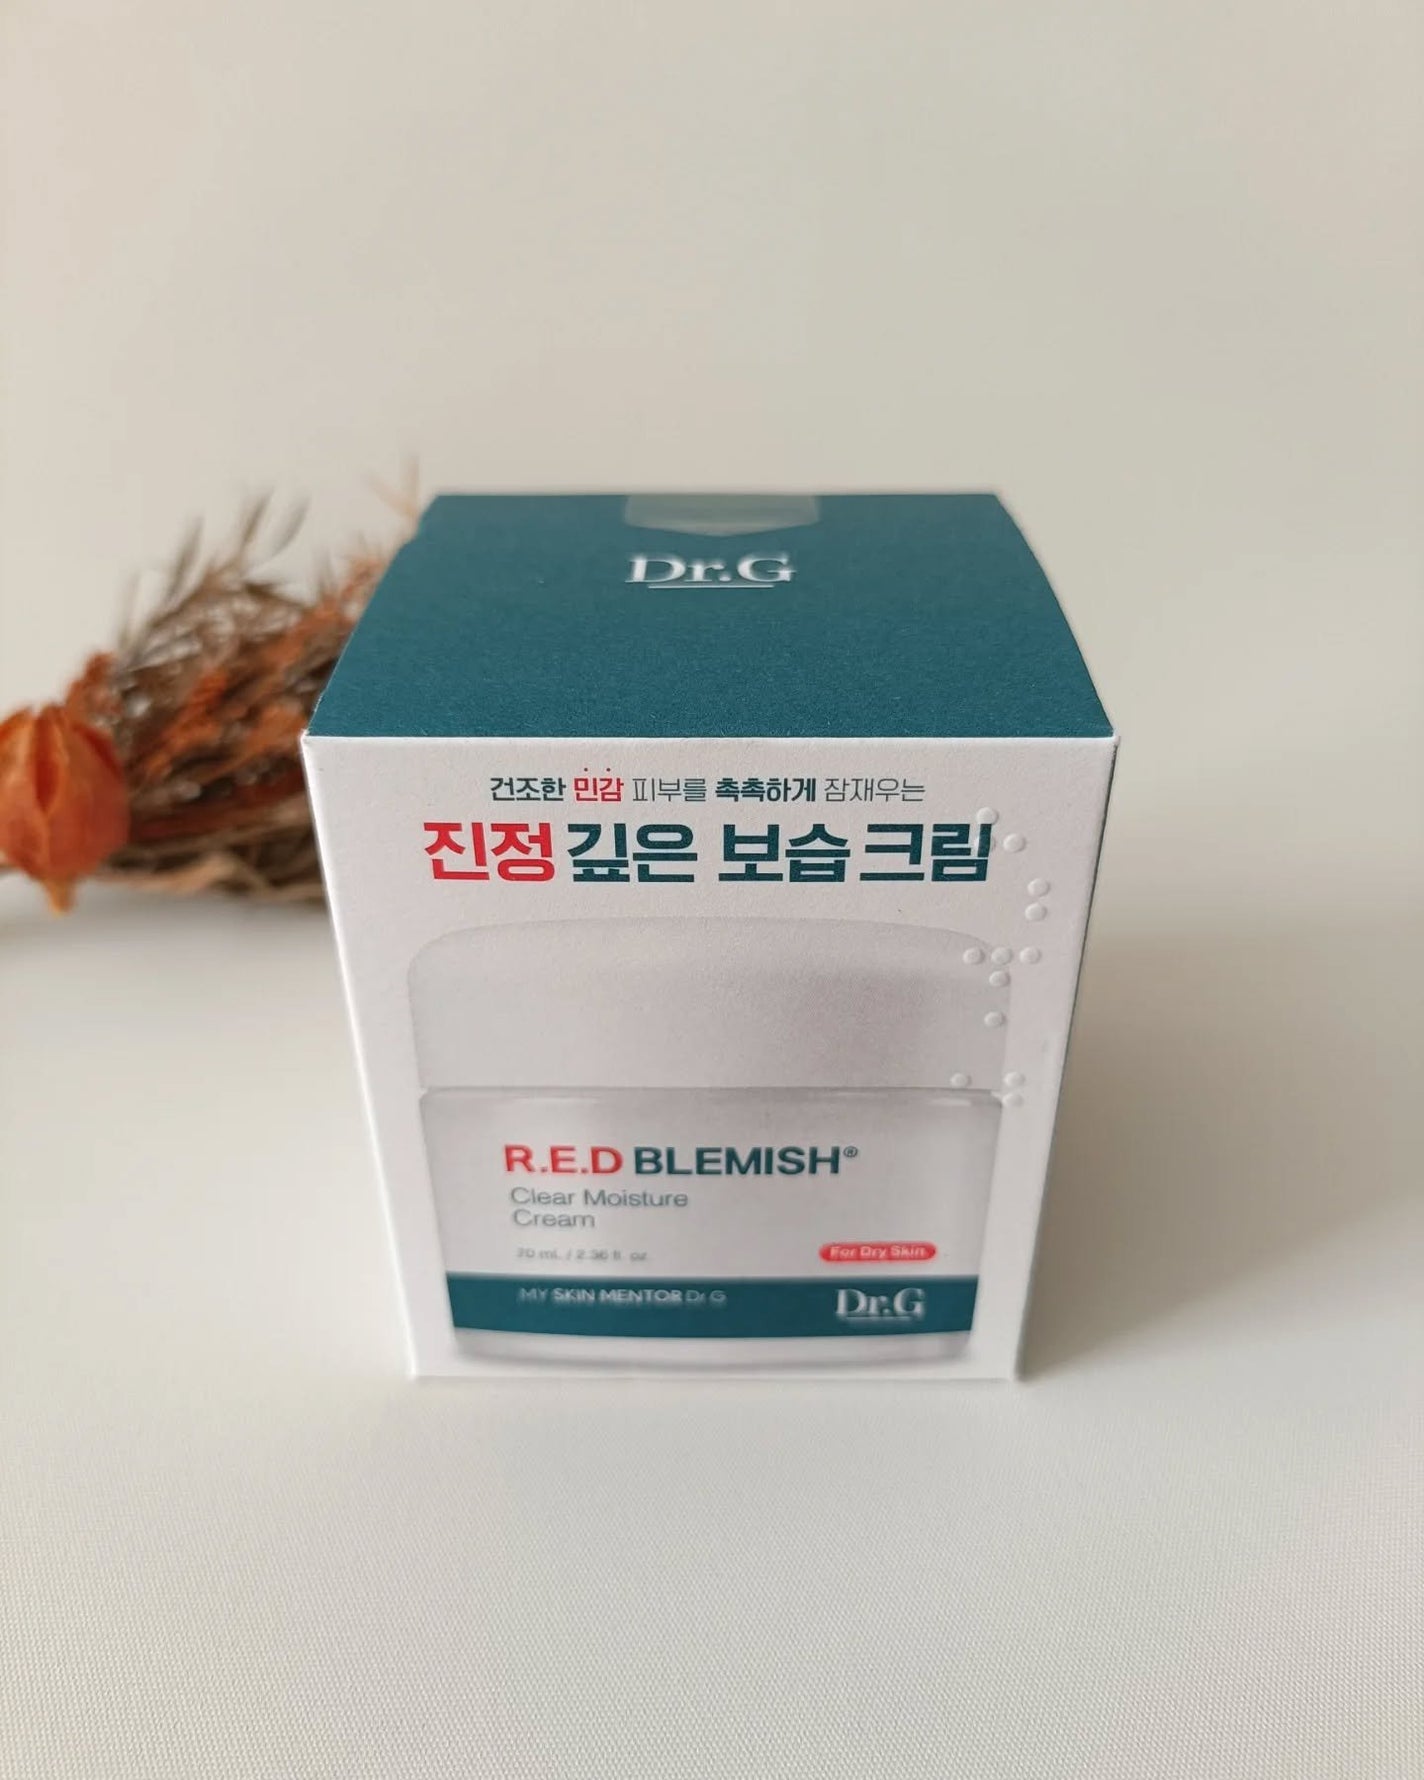 Dr.G
건조한 민감 피부를 촉촉하게 잠재우는
진정 깊은 보습 크림
R.E.D BLEMISH®
Clear Moisture
Cream
70 mL / 2.36 fl. oz.
For Dry Skin
MY SKIN MENTOR Dr.G
Dr.G